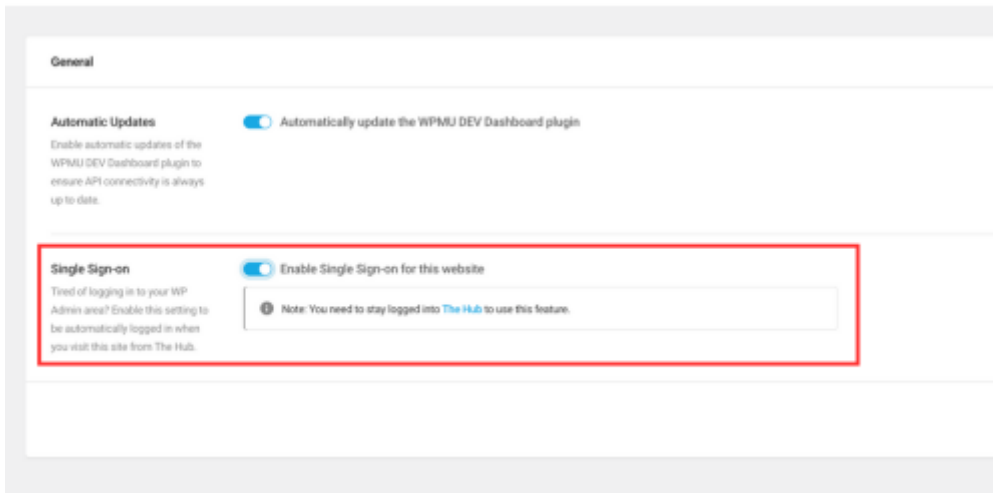 General
Automatic Updates
Automatically update the WPMU DEV Dashboard plugin
Enable automatic updates of the
WPMU DEV Dashboard plugin to
ensure API connectivity is always
up to date.
Single Sign-on
Enable Single Sign-on for this website
Tired of logging in to your WP
Admin area? Enable this setting to
be automatically logged in when
you visit this site from The Hub.
Note: You need to stay logged into The Hub to use this feature.